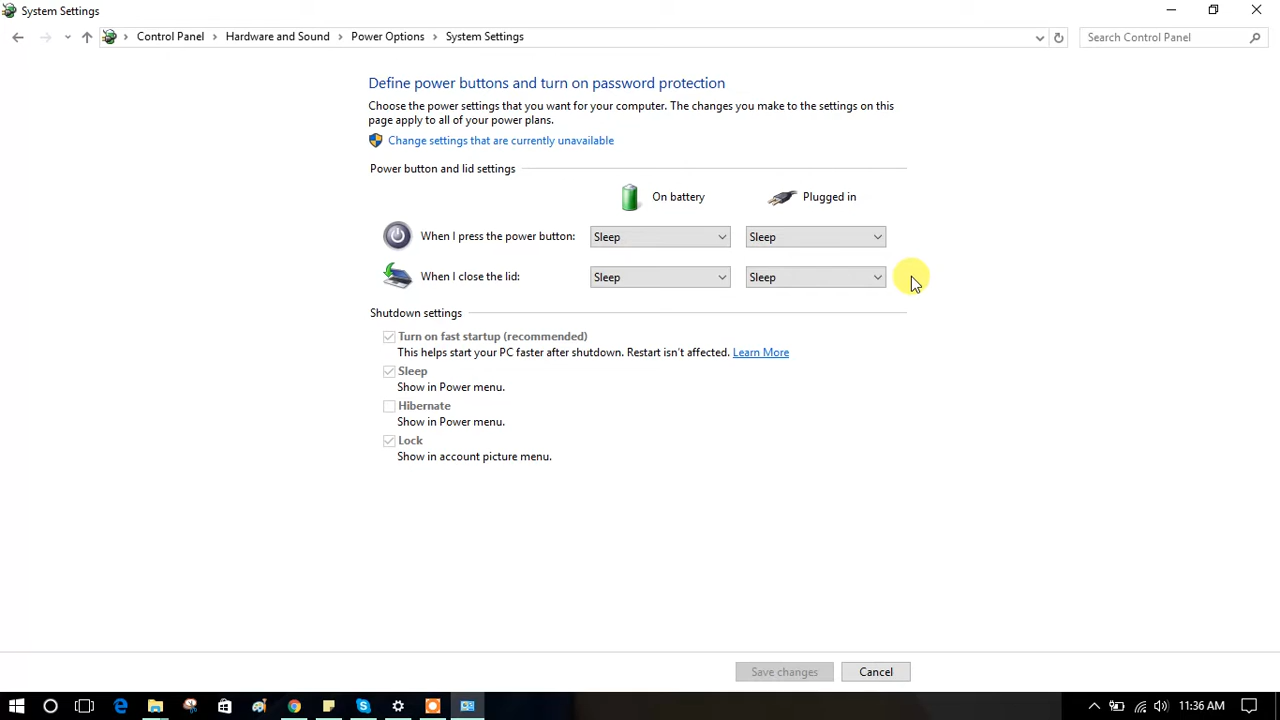 System Settings
Control Panel > Hardware and Sound > Power Options > System Settings
Search Control Panel
Define power buttons and turn on password protection
Choose the power settings that you want for your computer. The changes you make to the settings on this
page apply to all of your power plans.
Change settings that are currently unavailable
Power button and lid settings
On battery Plugged in
When I press the power button: Sleep Sleep
When I close the lid: Sleep Sleep
Shutdown settings
Turn on fast startup (recommended)
This helps start your PC faster after shutdown. Restart isn't affected. Learn More
Sleep
Show in Power menu.
Hibernate
Show in Power menu.
Lock
Show in account picture menu.
Save changes Cancel
11:36 AM